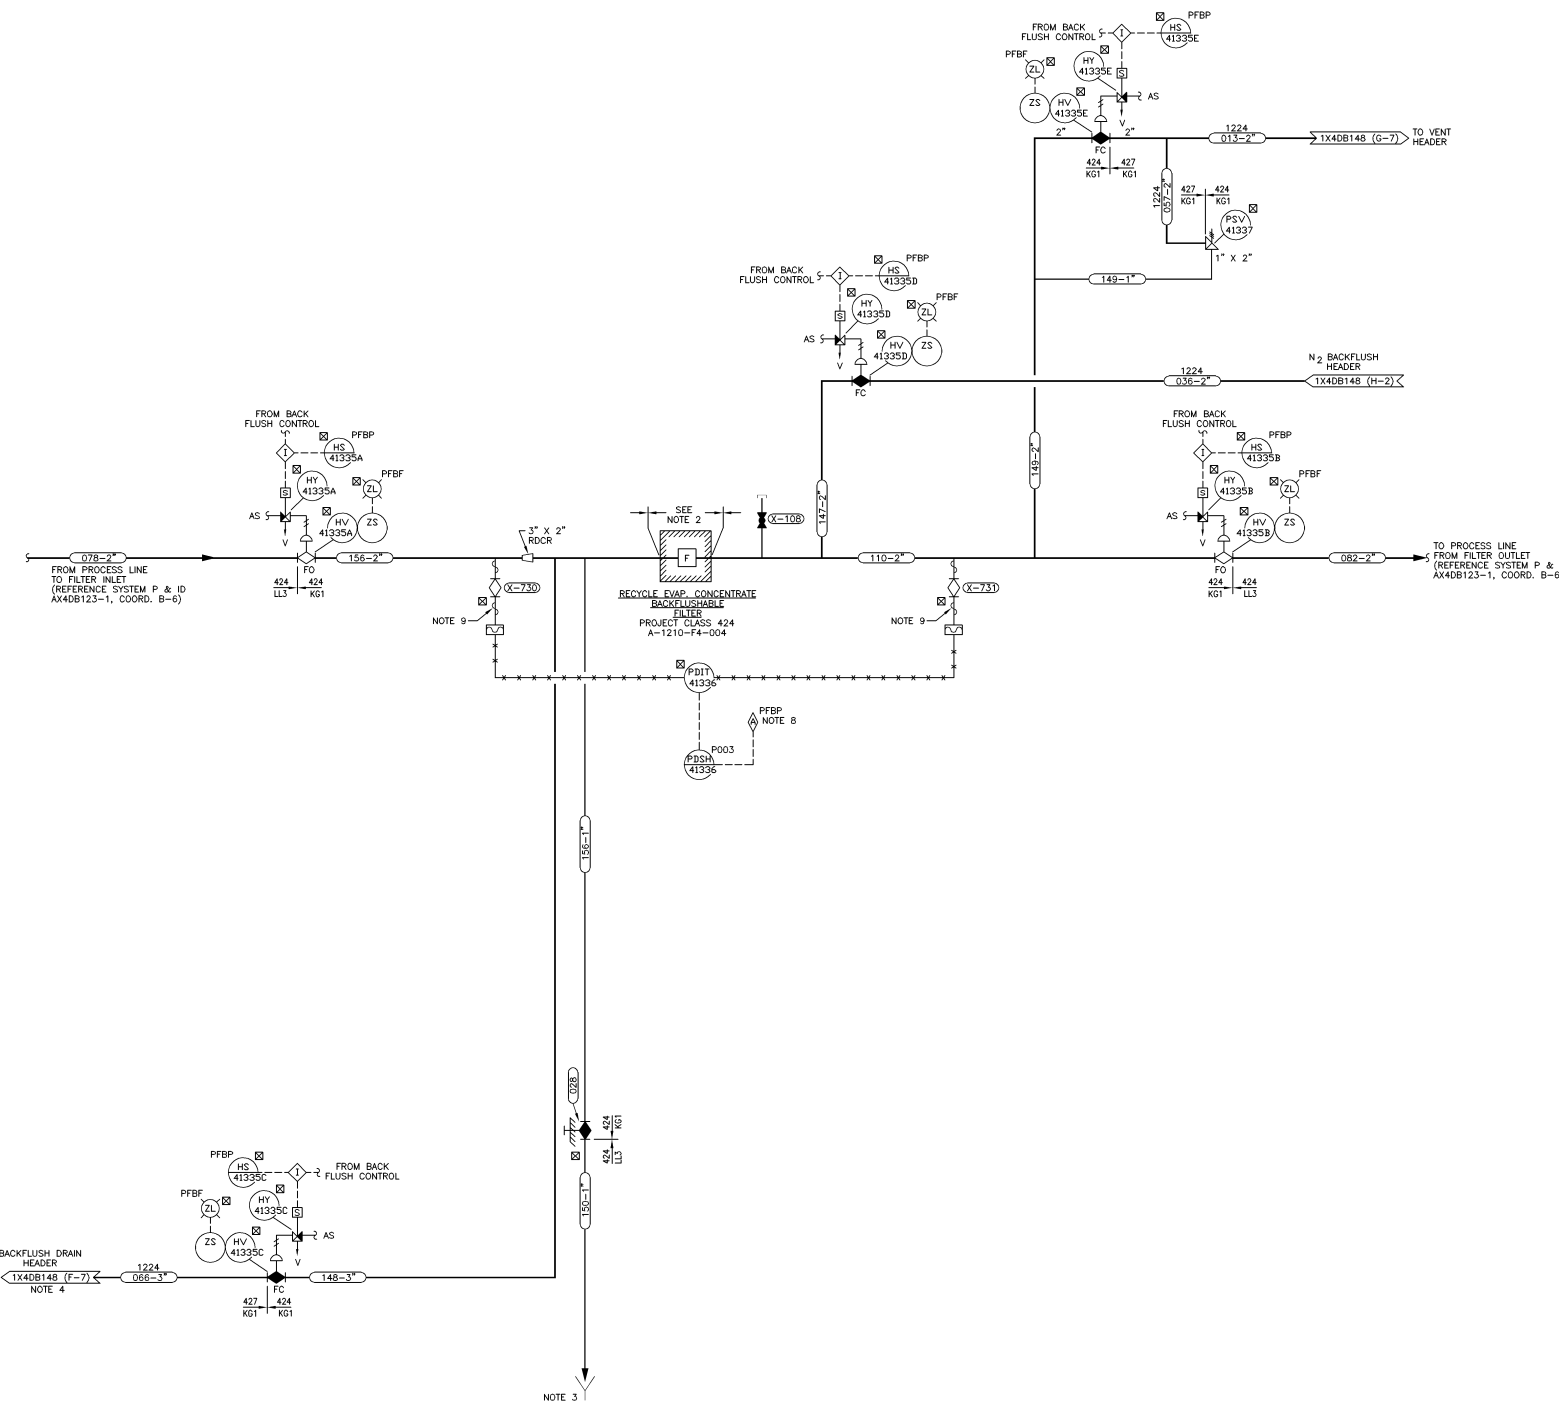 FROM BACK
FLUSH CONTROL
I
HS
41335E
PFBP
HY
41335E
S
AS
V
PFBF
ZL
ZS
HV
41335E
2"
2"
FC
424
KG1
427
KG1
1224
013-2"
1X4DB148 (G-7)
TO VENT
HEADER
1224
057-2"
427
KG1
424
KG1
PSV
41337
1" X 2"
149-1"
FROM BACK
FLUSH CONTROL
I
HS
41335D
PFBP
HY
41335D
S
AS
V
HV
41335D
ZL
PFBF
ZS
FC
1224
036-2"
N2 BACKFLUSH
HEADER
1X4DB148 (H-2)
147-2"
149-2"
FROM BACK
FLUSH CONTROL
I
HS
41335A
PFBP
HY
41335A
S
AS
V
HV
41335A
ZL
PFBF
ZS
FO
424
LL3
424
KG1
078-2"
FROM PROCESS LINE
TO FILTER INLET
(REFERENCE SYSTEM P & ID
AX4DB123-1, COORD. B-6)
156-2"
3" X 2"
RDCR
SEE
NOTE 2
F
X-108
110-2"
RECYCLE EVAP. CONCENTRATE
BACKFLUSHABLE
FILTER
PROJECT CLASS 424
A-1210-F4-004
X-730
NOTE 9
X-731
NOTE 9
FROM BACK
FLUSH CONTROL
I
HS
41335B
PFBP
HY
41335B
S
AS
V
HV
41335B
ZL
PFBF
ZS
FO
424
KG1
424
LL3
082-2"
TO PROCESS LINE
FROM FILTER OUTLET
(REFERENCE SYSTEM P &
AX4DB123-1, COORD. B-6
PDIT
41336
A
PFBP
NOTE 8
PDSH
41336
P003
156-1"
028
424
KG1
424
LL3
150-1"
NOTE 3
PFBP
HS
41335C
I
FROM BACK
FLUSH CONTROL
PFBF
ZL
ZS
HY
41335C
S
HV
41335C
AS
V
FC
BACKFLUSH DRAIN
HEADER
1X4DB148 (F-7)
NOTE 4
1224
066-3"
148-3"
427
KG1
424
KG1